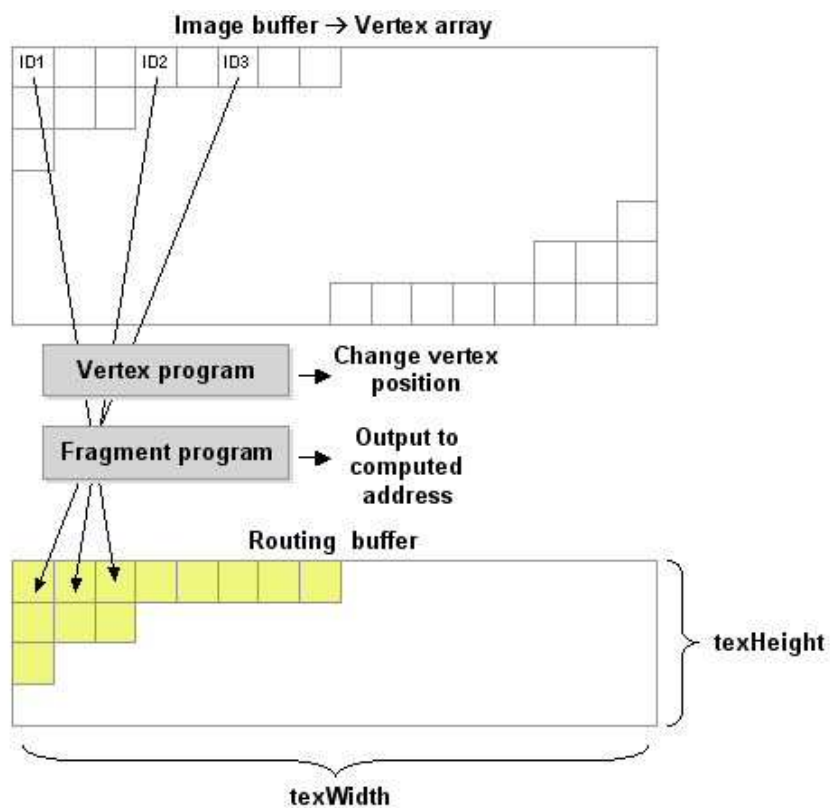 Image buffer → Vertex array
ID1 ID2 ID3
Vertex program
Change vertex
position
Fragment program
Output to
computed
address
Routing buffer
texHeight
texWidth